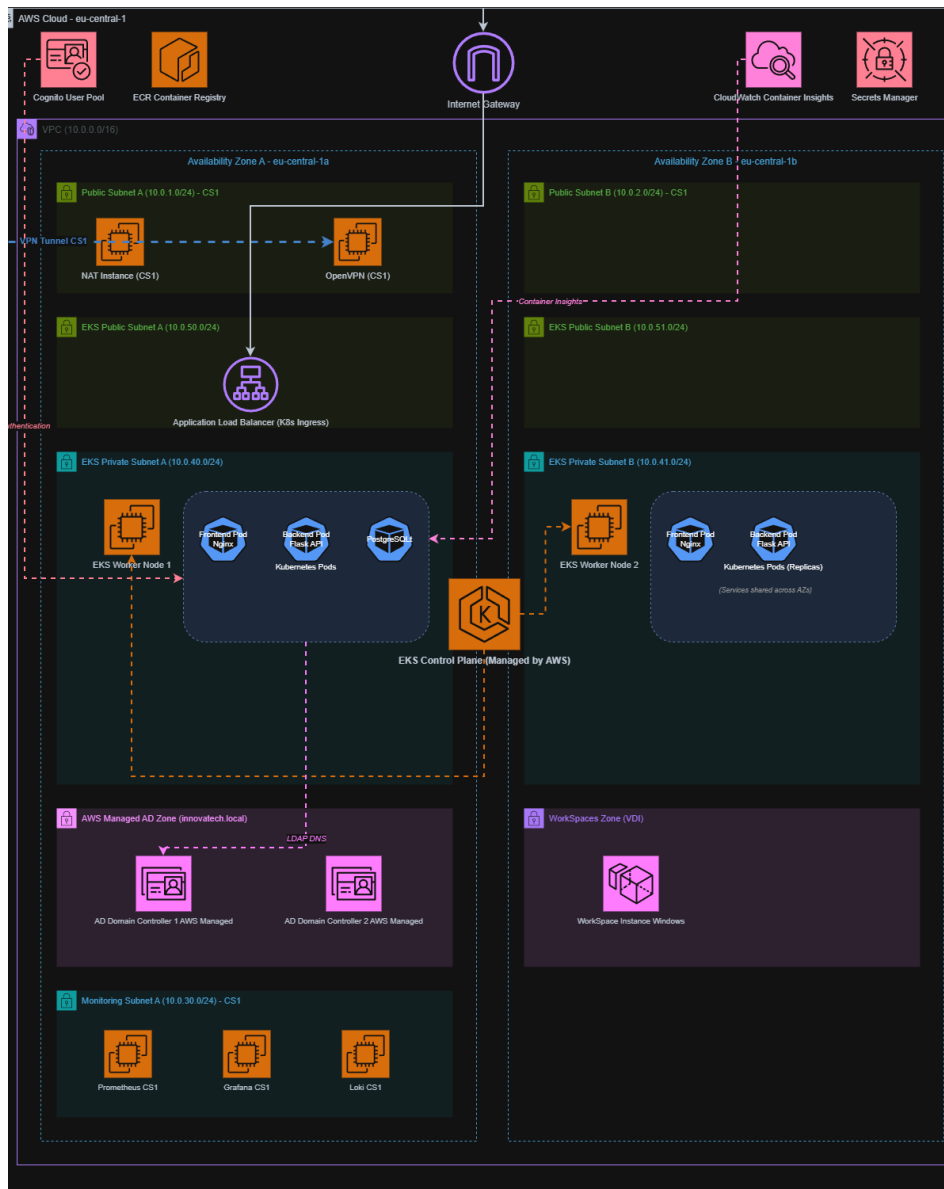 AWS Cloud - eu-central-1
Cognito User Pool
ECR Container Registry
Internet Gateway
CloudWatch Container Insights
Secrets Manager
VPC (10.0.0.0/16)
Availability Zone A - eu-central-1a
Availability Zone B - eu-central-1b
Public Subnet A (10.0.1.0/24) - CS1
Public Subnet B (10.0.2.0/24) - CS1
VPN Tunnel CS1
NAT Instance (CS1)
OpenVPN (CS1)
Container Insights
EKS Public Subnet A (10.0.50.0/24)
EKS Public Subnet B (10.0.51.0/24)
Application Load Balancer (K8s Ingress)
uthentication
EKS Private Subnet A (10.0.40.0/24)
EKS Private Subnet B (10.0.41.0/24)
Frontend Pod
Nginx
Backend Pod
Flask API
PostgreSQL
Kubernetes Pods
EKS Worker Node 1
Frontend Pod
Nginx
Backend Pod
Flask API
Kubernetes Pods (Replicas)
EKS Worker Node 2
(Services shared across AZs)
K
EKS Control Plane (Managed by AWS)
AWS Managed AD Zone (innovatech.local)
WorkSpaces Zone (VDI)
LDAP DNS
AD Domain Controller 1 AWS Managed
AD Domain Controller 2 AWS Managed
WorkSpace Instance Windows
Monitoring Subnet A (10.0.30.0/24) - CS1
Prometheus CS1
Grafana CS1
Loki CS1